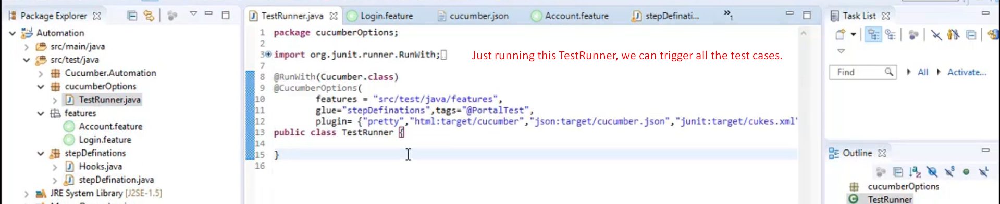 Package Explorer
Automation
src/main/java
src/test/java
Cucumber.Automation
cucumberOptions
TestRunner.java
features
Account.feature
Login.feature
stepDefinations
Hooks.java
stepDefination.java
JRE System Library [J2SE-1.5]
TestRunner.java Login.feature cucumber.json Account.feature stepDefinati... »1
1 package cucumberOptions;
2
3 import org.junit.runner.RunWith;
Just running this TestRunner, we can trigger all the test cases.
7
8 @RunWith(Cucumber.class)
9 @CucumberOptions(
10 features = "src/test/java/features",
11 glue="stepDefinations",tags="@PortalTest",
12 plugin= {"pretty","html:target/cucumber","json:target/cucumber.json","junit:target/cukes.xml"
13 public class TestRunner {
14
15 }
16
Task List
Find All Activate...
Outline
cucumberOptions
TestRunner